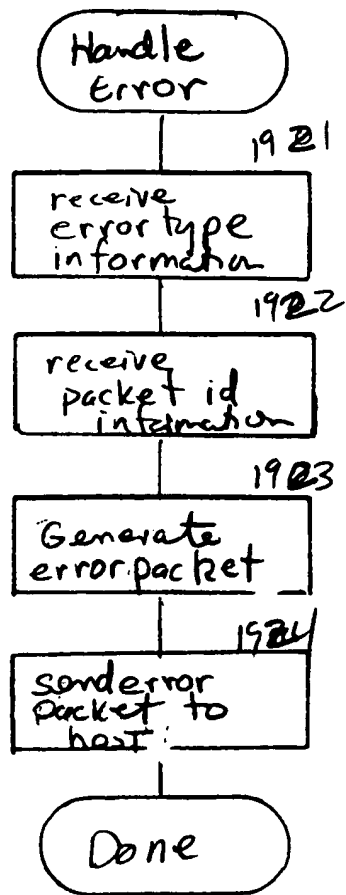 Handle
Error
1921
receive
error type
information
1922
receive
packet id
information
1923
Generate
error packet
1924
send error
packet to
host
Done